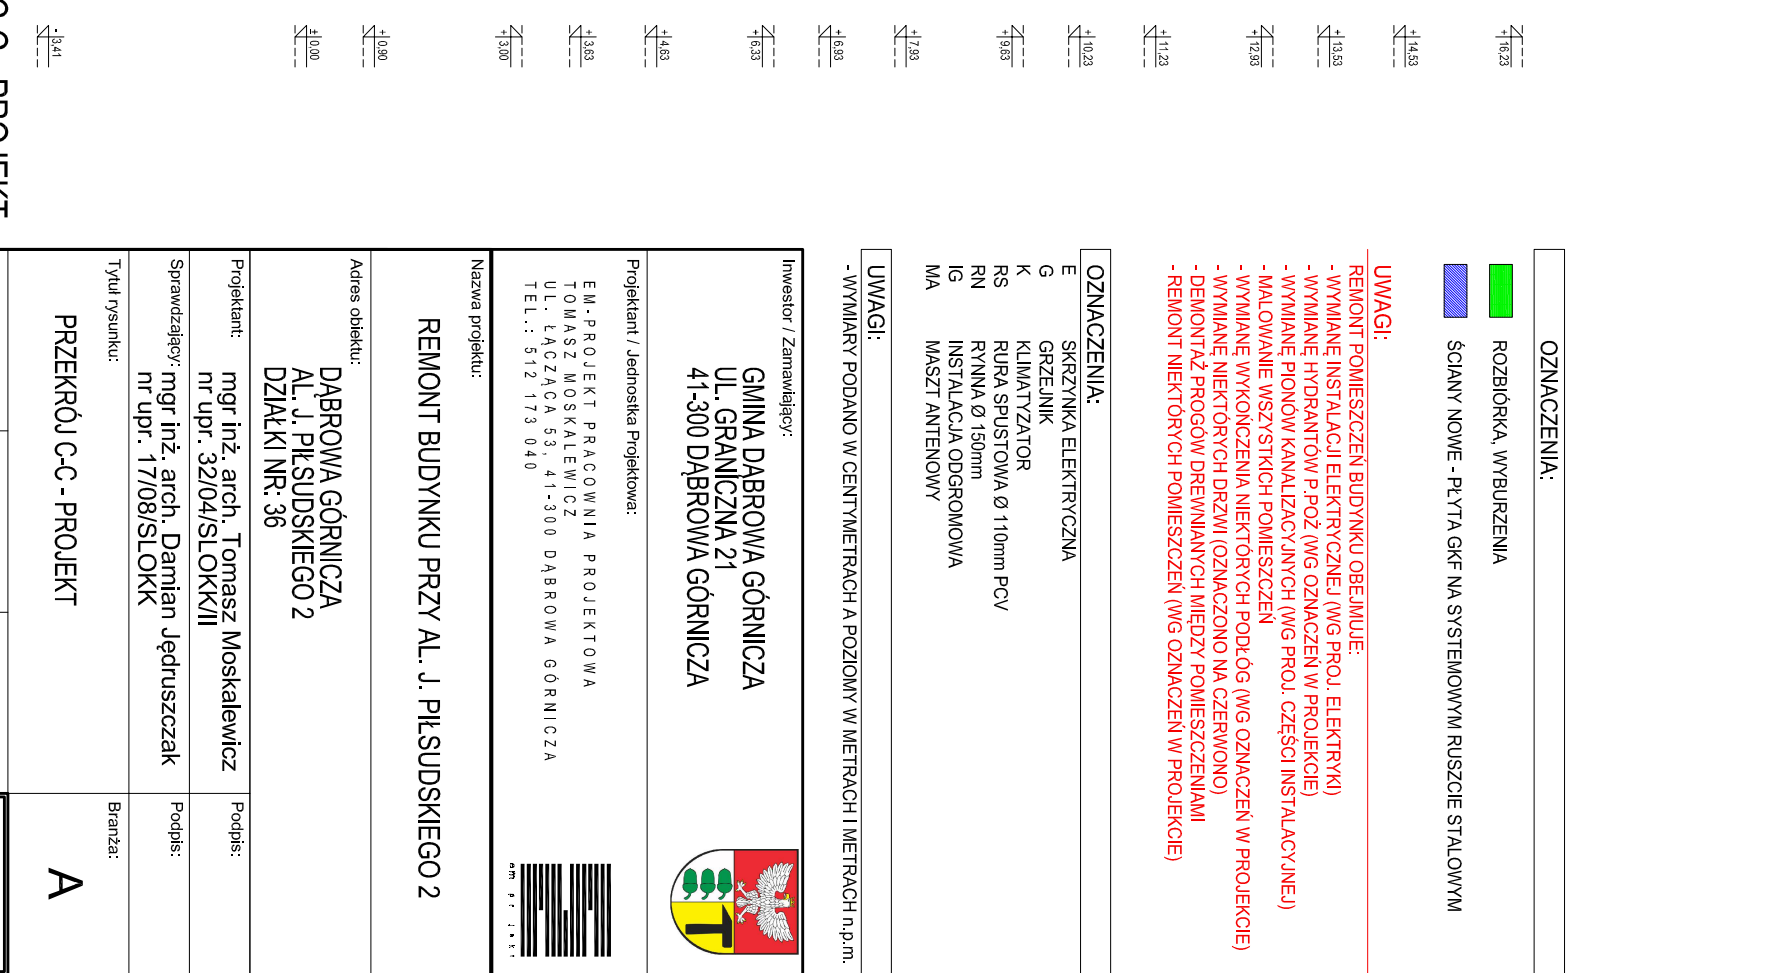 + 16,23
+ 14,53
+ 13,53
+ 12,93
+ 11,23
+ 10,23
+ 9,63
+ 7,93
+ 6,93
+ 6,33
+ 4,63
+ 3,63
+ 3,00
+ 0,90
± 0,00
- 3,41
PROJEKT
OZNACZENIA:
ROZBIÓRKA, WYBURZENIA
ŚCIANY NOWE - PŁYTA GKF NA SYSTEMOWYM RUSZCIE STALOWYM
UWAGI:
REMONT POMIESZCZEŃ BUDYNKU OBEJMUJE:
- WYMIANĘ INSTALACJI ELEKTRYCZNEJ (WG PROJ. ELEKTRYKI)
- WYMIANĘ HYDRANTÓW P.POŻ (WG OZNACZEŃ W PROJEKCIE)
- WYMIANĘ PIONÓW KANALIZACYJNYCH (WG PROJ. CZĘŚCI INSTALACYJNEJ)
- MALOWANIE WSZYSTKICH POMIESZCZEŃ
- WYMIANĘ WYKOŃCZENIA NIEKTÓRYCH PODŁÓG (WG OZNACZEŃ W PROJEKCIE)
- WYMIANĘ NIEKTÓRYCH DRZWI (OZNACZONO NA CZERWONO)
- DEMONTAŻ PROGÓW DREWNIANYCH MIĘDZY POMIESZCZENIAMI
- REMONT NIEKTÓRYCH POMIESZCZEŃ (WG OZNACZEŃ W PROJEKCIE)
OZNACZENIA:
E SKRZYNKA ELEKTRYCZNA
G GRZEJNIK
K KLIMATYZATOR
RS RURA SPUSTOWA Ø 110mm PCV
RN RYNNA Ø 150mm
IG INSTALACJA ODGROMOWA
MA MASZT ANTENOWY
UWAGI:
- WYMIARY PODANO W CENTYMETRACH A POZIOMY W METRACH I METRACH n.p.m.
Inwestor / Zamawiający:
GMINA DĄBROWA GÓRNICZA
UL. GRANICZNA 21
41-300 DĄBROWA GÓRNICZA
Projektant / Jednostka Projektowa:
EM-PROJEKT PRACOWNIA PROJEKTOWA
TOMASZ MOSKALEWICZ
UL. ŁĄCZĄCA 53, 41-300 DĄBROWA GÓRNICZA
TEL.: 512 173 040
Nazwa projektu:
REMONT BUDYNKU PRZY AL. J. PIŁSUDSKIEGO 2
Adres obiektu:
DĄBROWA GÓRNICZA
AL. J. PIŁSUDSKIEGO 2
DZIAŁKI NR: 36
Projektant:
mgr inż. arch. Tomasz Moskalewicz
nr upr. 32/04/SLOKK/II
Podpis:
Sprawdzający:
mgr inż. arch. Damian Jędruszczak
nr upr. 17/08/SLOKK
Podpis:
Tytuł rysunku:
PRZEKRÓJ C-C - PROJEKT
Branża:
A